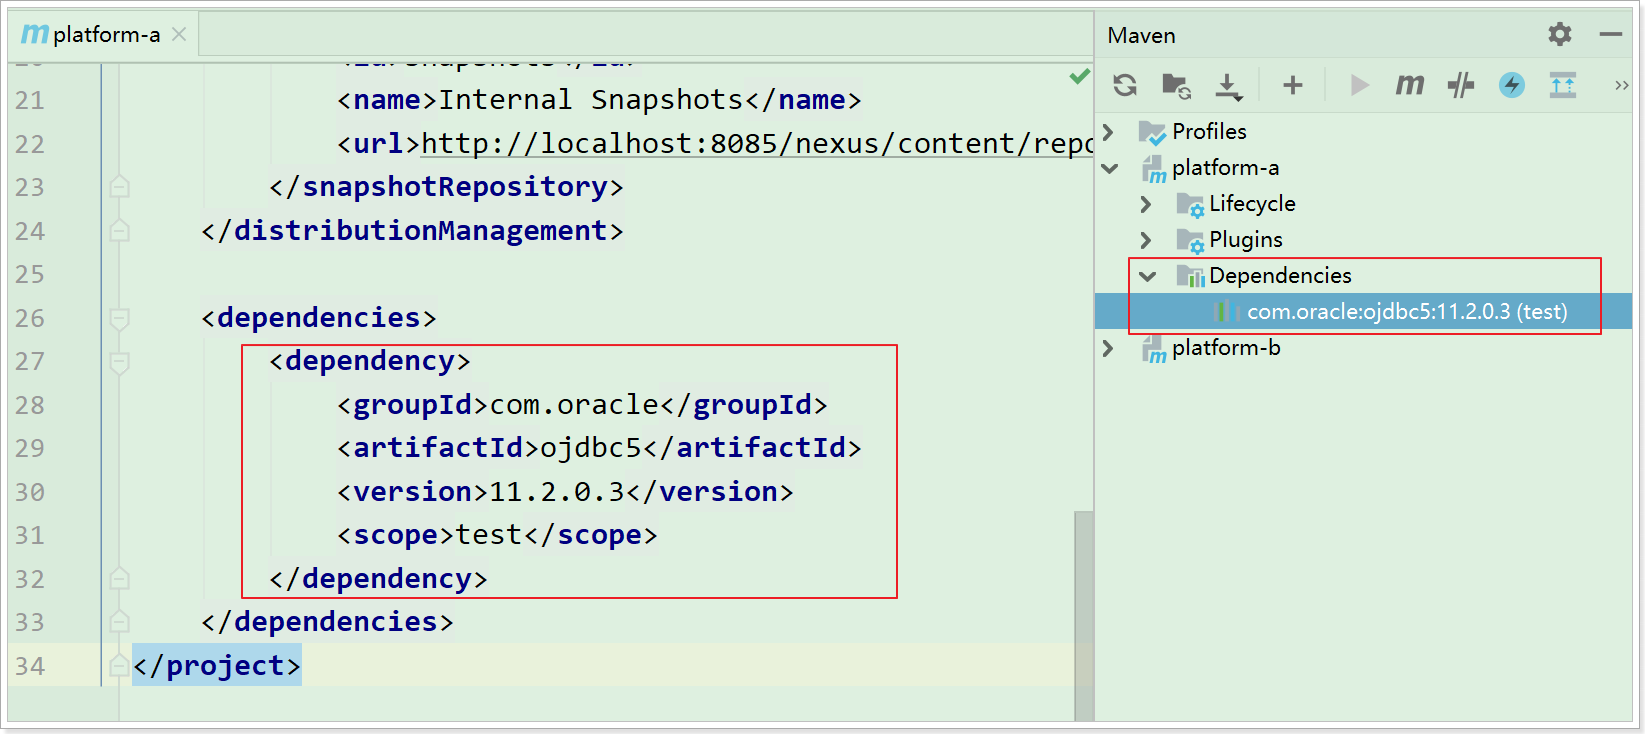 platform-a
21 <name>Internal Snapshots</name>
22 <url>http://localhost:8085/nexus/content/repo
23 </snapshotRepository>
24 </distributionManagement>
25
26 <dependencies>
27 <dependency>
28 <groupId>com.oracle</groupId>
29 <artifactId>ojdbc5</artifactId>
30 <version>11.2.0.3</version>
31 <scope>test</scope>
32 </dependency>
33 </dependencies>
34 </project>
Maven
Profiles
platform-a
Lifecycle
Plugins
Dependencies
com.oracle:ojdbc5:11.2.0.3 (test)
platform-b